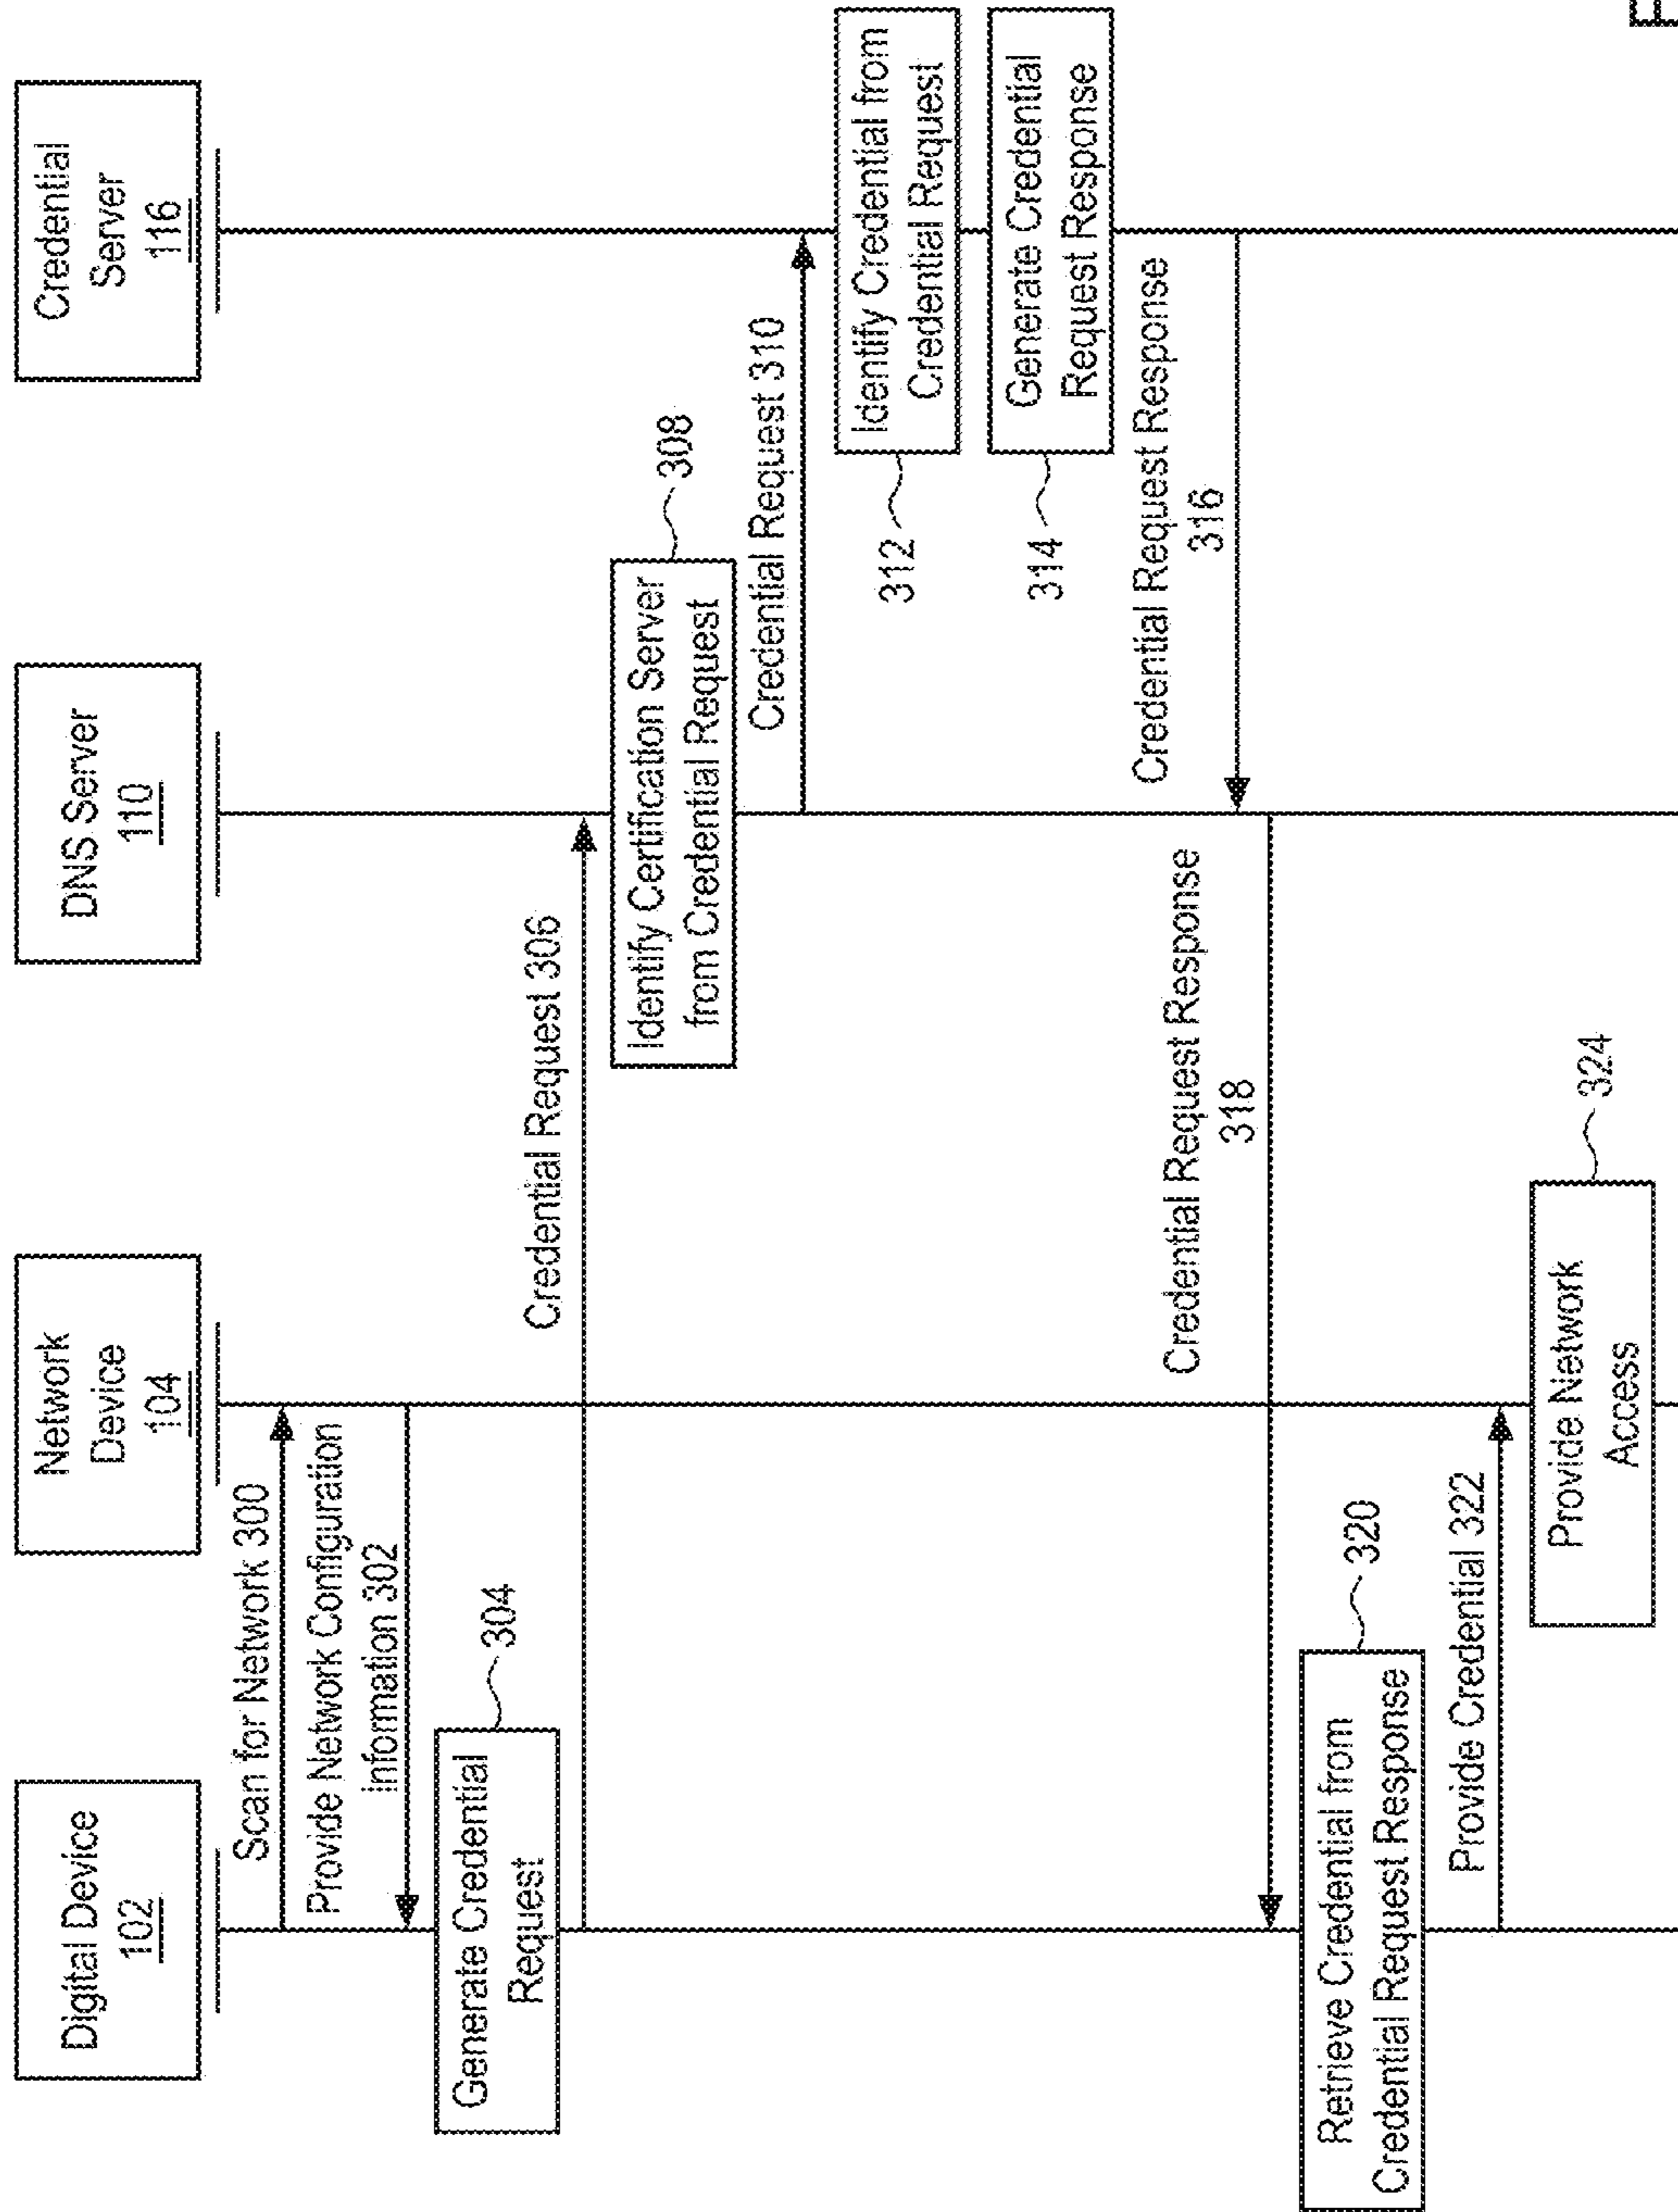 Digital Device
102
Network
Device
104
DNS Server
110
Credential
Server
116
Scan for Network 300
Provide Network Configuration
Information 302
Generate Credential
Request
304
Credential Request 306
Identify Certification Server
from Credential Request
308
Credential Request 310
Identify Credential from
Credential Request
312
Generate Credential
Request Response
314
Credential Request Response
316
Credential Request Response
318
Retrieve Credential from
Credential Request Response
320
Provide Credential 322
Provide Network
Access
324